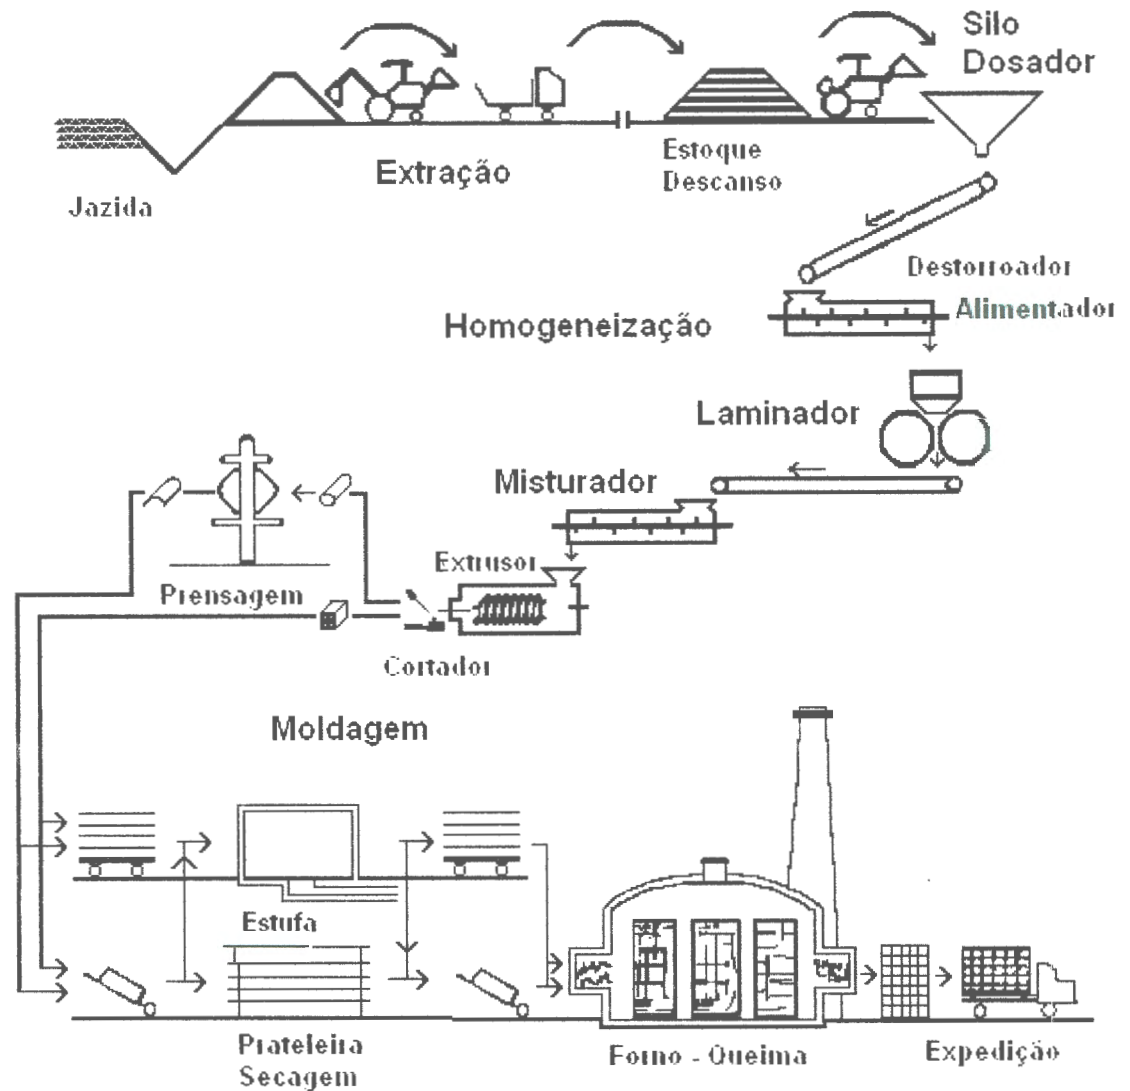 Silo
Dosador
Extração
Estoque
Descanso
Jazida
Destorroador
Alimentador
Homogeneização
Laminador
Misturador
Extrusor
Prensagem
Cortador
Moldagem
Estufa
Prateleira
Secagem
Forno - Queima
Expedição